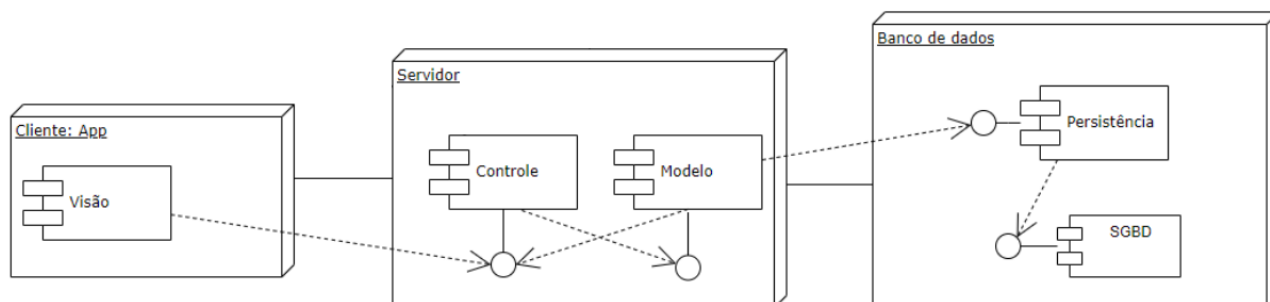 Cliente: App
Visão
Servidor
Controle
Modelo
Banco de dados
Persistência
SGBD